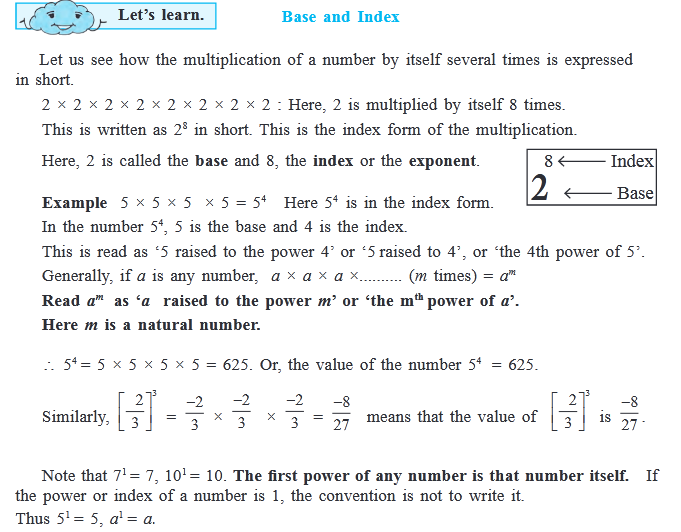 Let's learn.
Base and Index
Let us see how the multiplication of a number by itself several times is expressed
in short.
2 × 2 × 2 × 2 × 2 × 2 × 2 × 2 : Here, 2 is multiplied by itself 8 times.
This is written as 2⁸ in short. This is the index form of the multiplication.
Here, 2 is called the base and 8, the index or the exponent.
8 ← Index
2 ← Base
Example 5 × 5 × 5 × 5 = 5⁴ Here 5⁴ is in the index form.
In the number 5⁴, 5 is the base and 4 is the index.
This is read as ‘5 raised to the power 4’ or ‘5 raised to 4’, or ‘the 4th power of 5’.
Generally, if a is any number, a × a × a ×.......... (m times) = aᵐ
Read aᵐ as ‘a raised to the power m’ or ‘the mᵗʰ power of a’.
Here m is a natural number.
∴ 5⁴ = 5 × 5 × 5 × 5 = 625. Or, the value of the number 5⁴ = 625.
Similarly, [2/3]³ = −2/3 × −2/3 × −2/3 = −8/27 means that the value of [2/3]³ is −8/27.
Note that 7¹ = 7, 10¹ = 10. The first power of any number is that number itself. If
the power or index of a number is 1, the convention is not to write it.
Thus 5¹ = 5, a¹ = a.